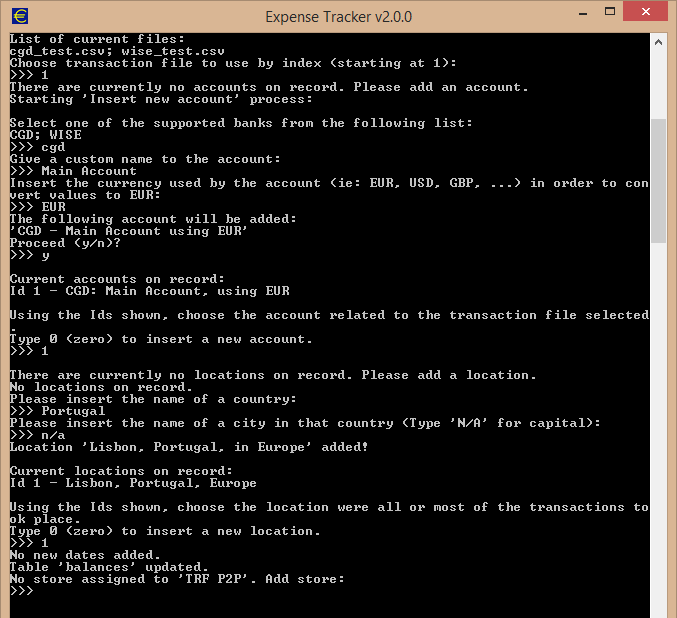 Expense Tracker v2.0.0
List of current files:
cgd_test.csv; wise_test.csv
Choose transaction file to use by index (starting at 1):
>>> 1
There are currently no accounts on record. Please add an account.
Starting 'Insert new account' process:
Select one of the supported banks from the following list:
CGD; WISE
>>> cgd
Give a custom name to the account:
>>> Main Account
Insert the currency used by the account (ie: EUR, USD, GBP, ...) in order to con
vert values to EUR:
>>> EUR
The following account will be added:
'CGD - Main Account using EUR'
Proceed (y/n)?
>>> y
Current accounts on record:
Id 1 - CGD: Main Account, using EUR
Using the Ids shown, choose the account related to the transaction file selected
.
Type 0 (zero) to insert a new account.
>>> 1
There are currently no locations on record. Please add a location.
No locations on record.
Please insert the name of a country:
>>> Portugal
Please insert the name of a city in that country (Type 'N/A' for capital):
>>> n/a
Location 'Lisbon, Portugal, in Europe' added!
Current locations on record:
Id 1 - Lisbon, Portugal, Europe
Using the Ids shown, choose the location were all or most of the transactions to
ok place.
Type 0 (zero) to insert a new location.
>>> 1
No new dates added.
Table 'balances' updated.
No store assigned to 'TRF P2P'. Add store:
>>>